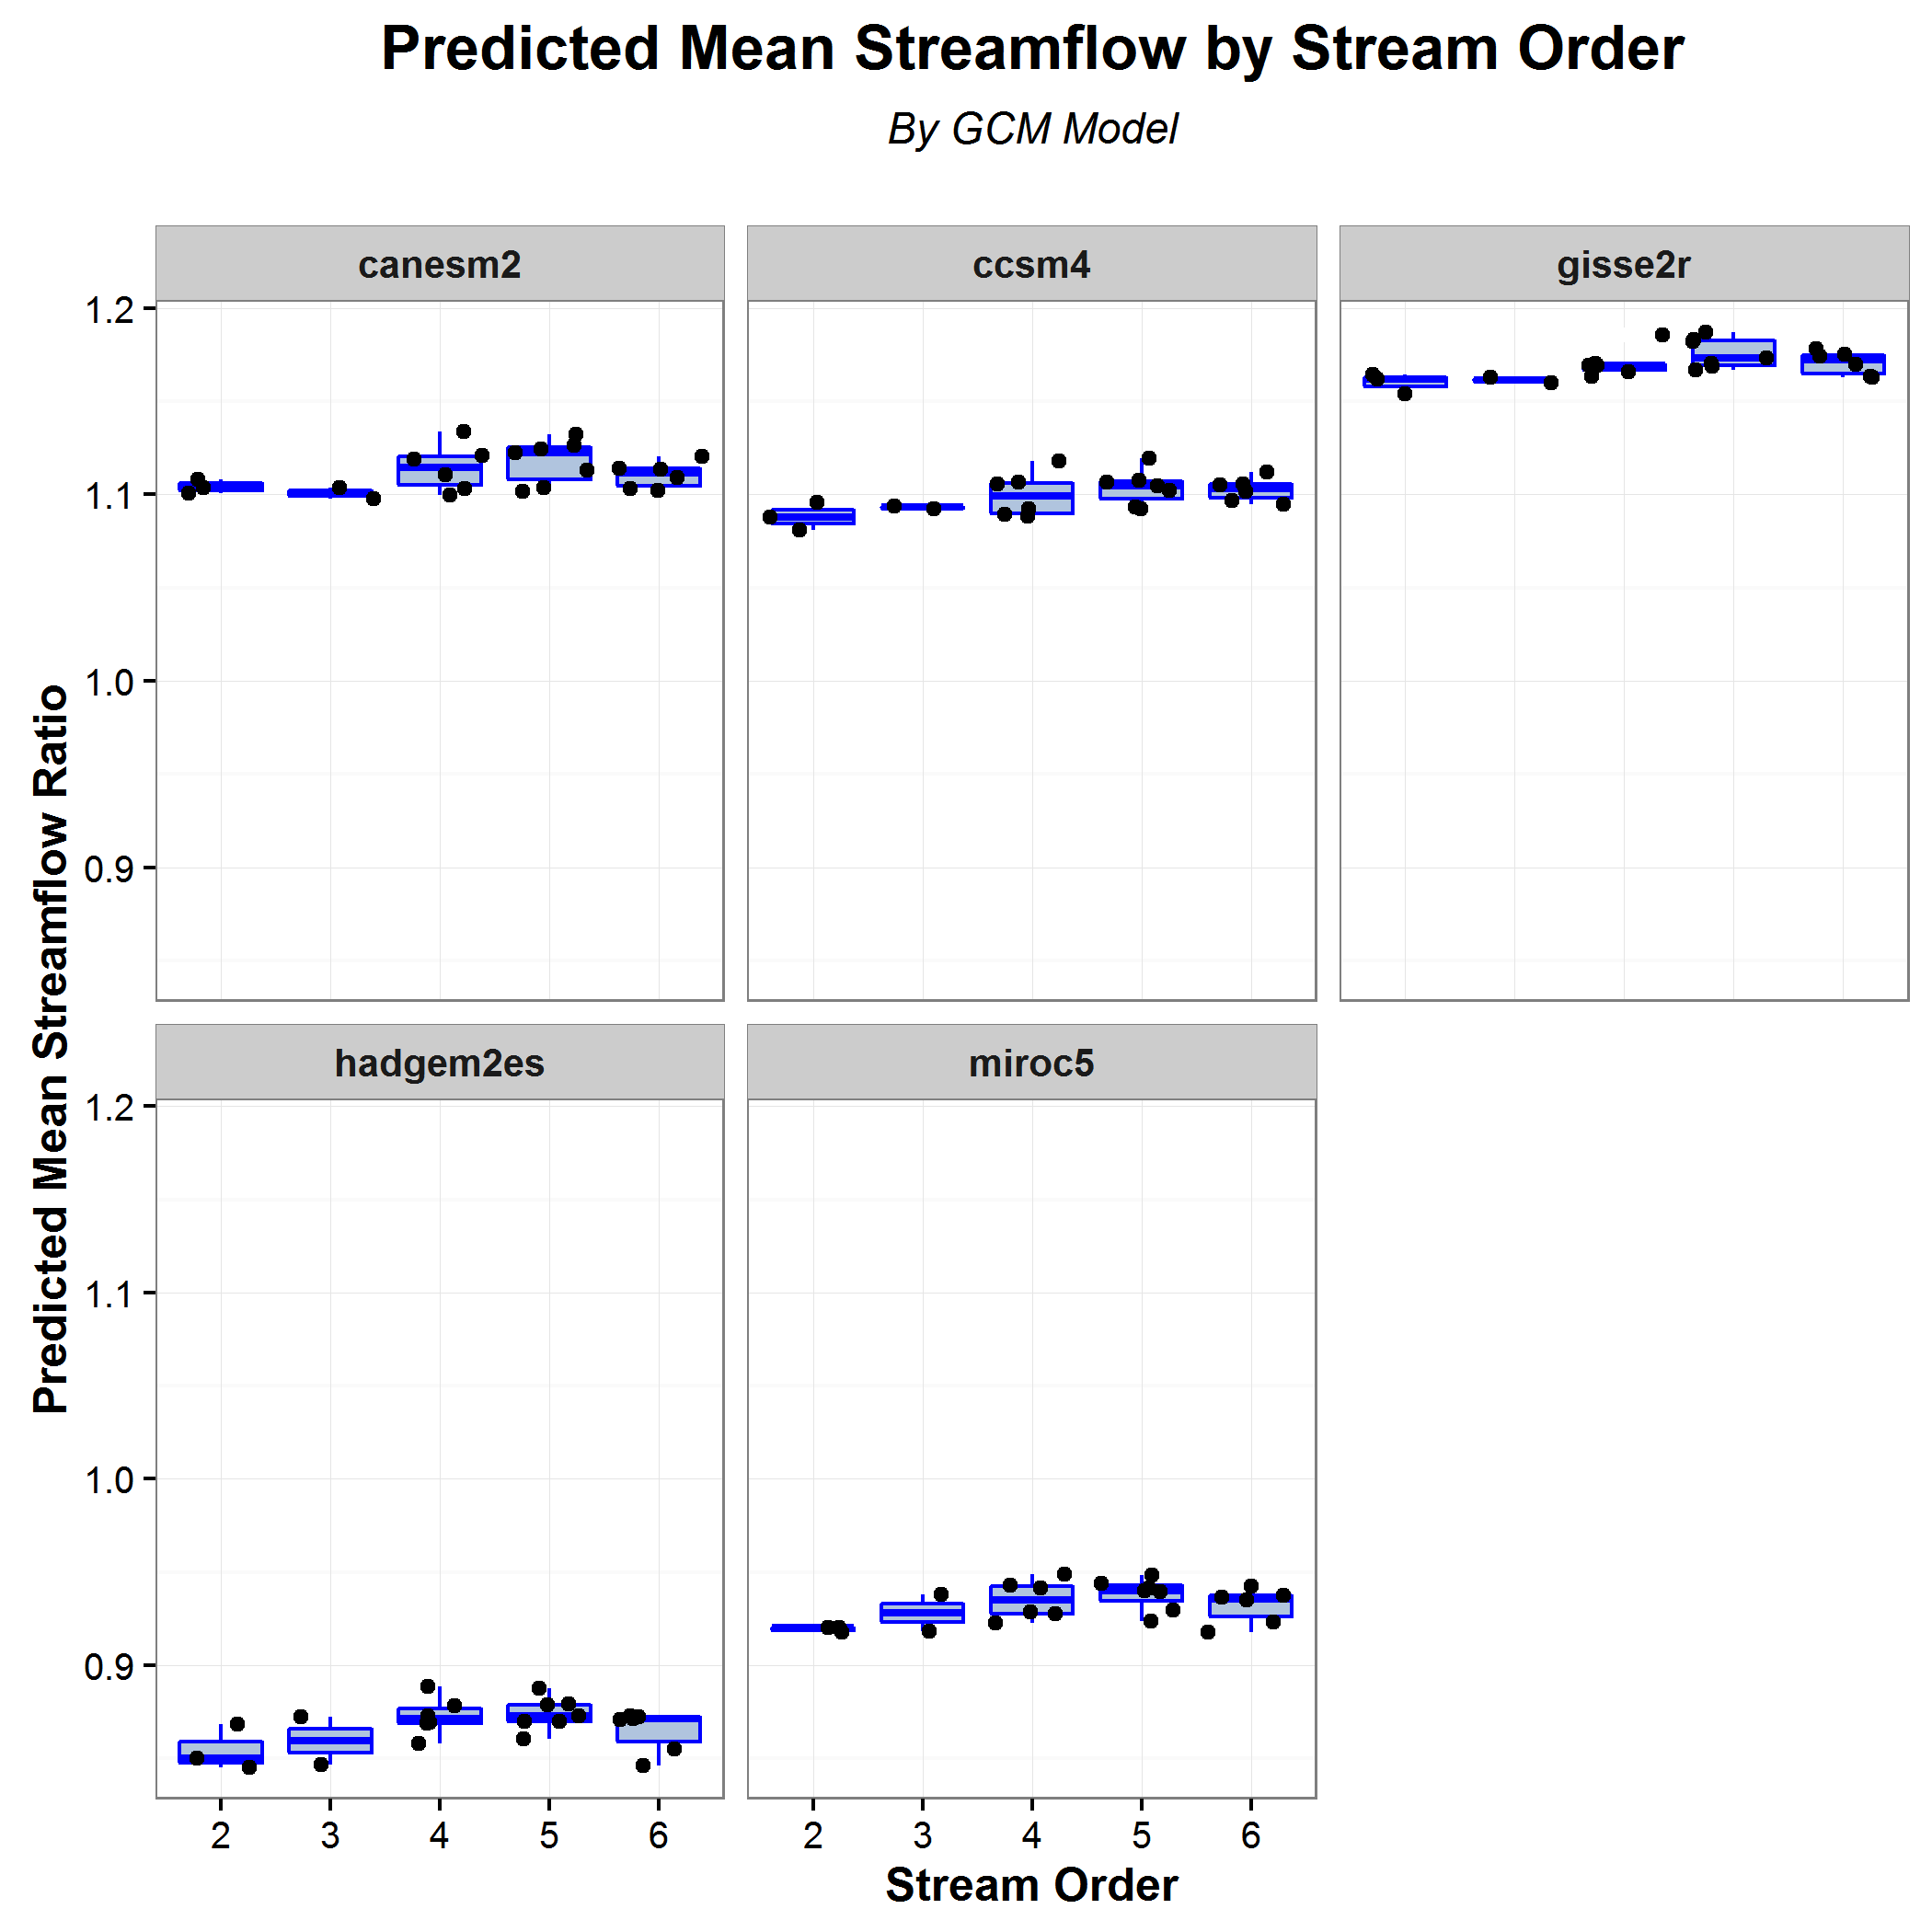 Predicted Mean Streamflow by Stream Order
By GCM Model
canesm2
ccsm4
gisse2r
1.2
1.1
1.0
0.9
Predicted Mean Streamflow Ratio
hadgem2es
miroc5
1.2
1.1
1.0
0.9
2 3 4 5 6
2 3 4 5 6
Stream Order